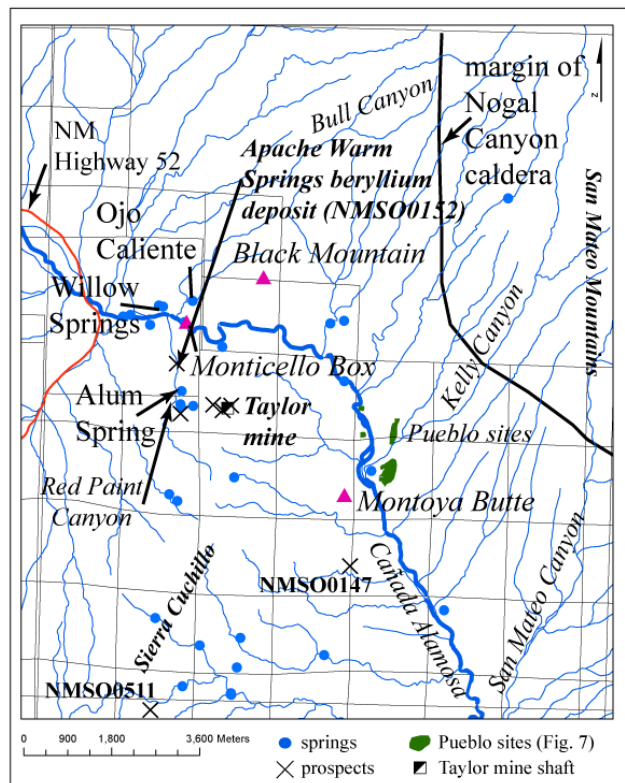 margin of
Nogal
Canyon
caldera
Bull Canyon
z
NM
Highway 52
Apache Warm
Springs beryllium
deposit (NMSO0152)
San Mateo Mountains
Ojo
Caliente
Black Mountain
Willow
Springs
Monticello Box
Kelly Canyon
Alum
Spring
Taylor
mine
Pueblo sites
Red Paint
Canyon
Montoya Butte
NMSO0147
Cañada Alamosa
San Mateo Canyon
Sierra Cuchillo
NMSO0511
0 900 1,800 3,600 Meters
springs
Pueblo sites (Fig. 7)
prospects
Taylor mine shaft